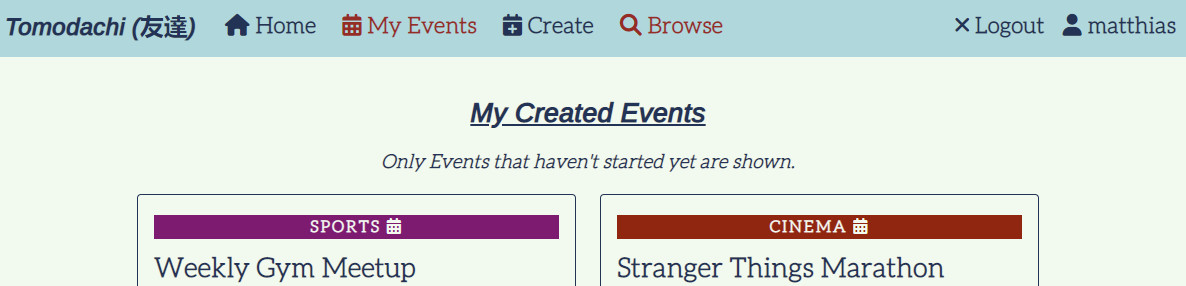 Tomodachi (友達) Home My Events Create Browse Logout matthias
My Created Events
Only Events that haven't started yet are shown.
SPORTS CINEMA
Weekly Gym Meetup Stranger Things Marathon